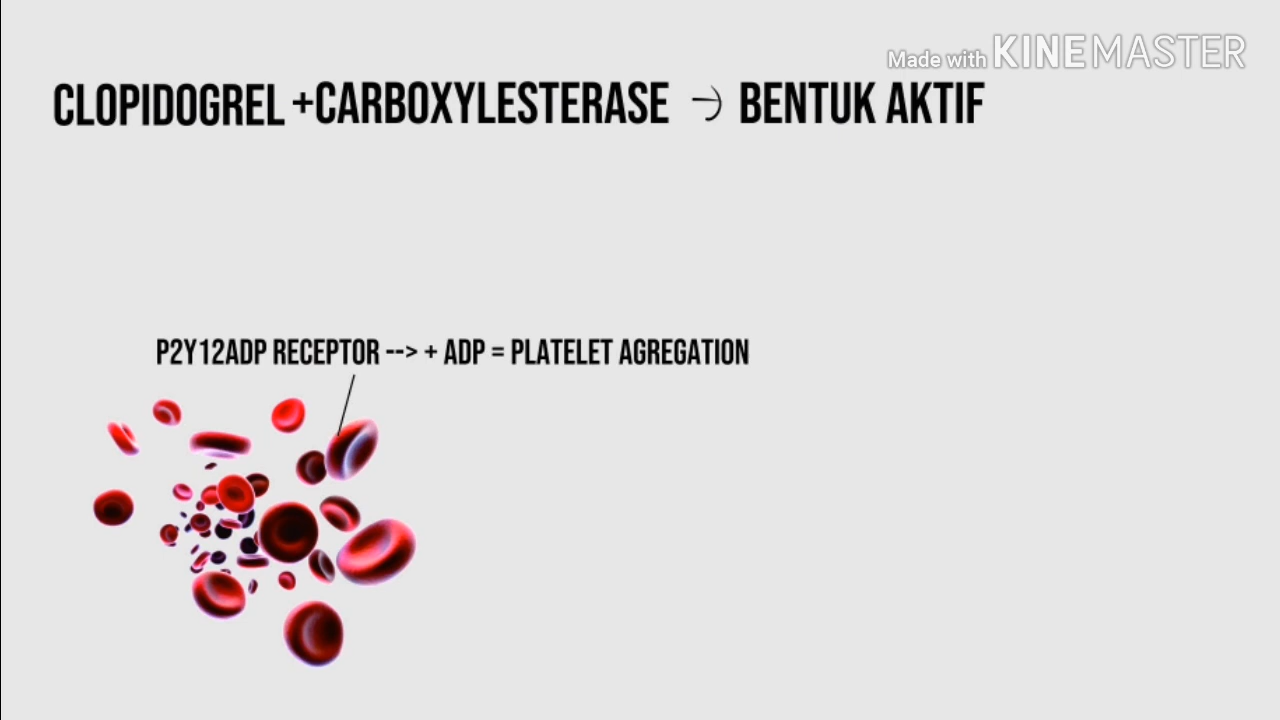 Made with KINEMASTER
CLOPIDOGREL +CARBOXYLESTERASE → BENTUK AKTIF
P2Y12ADP RECEPTOR --> + ADP = PLATELET AGREGATION